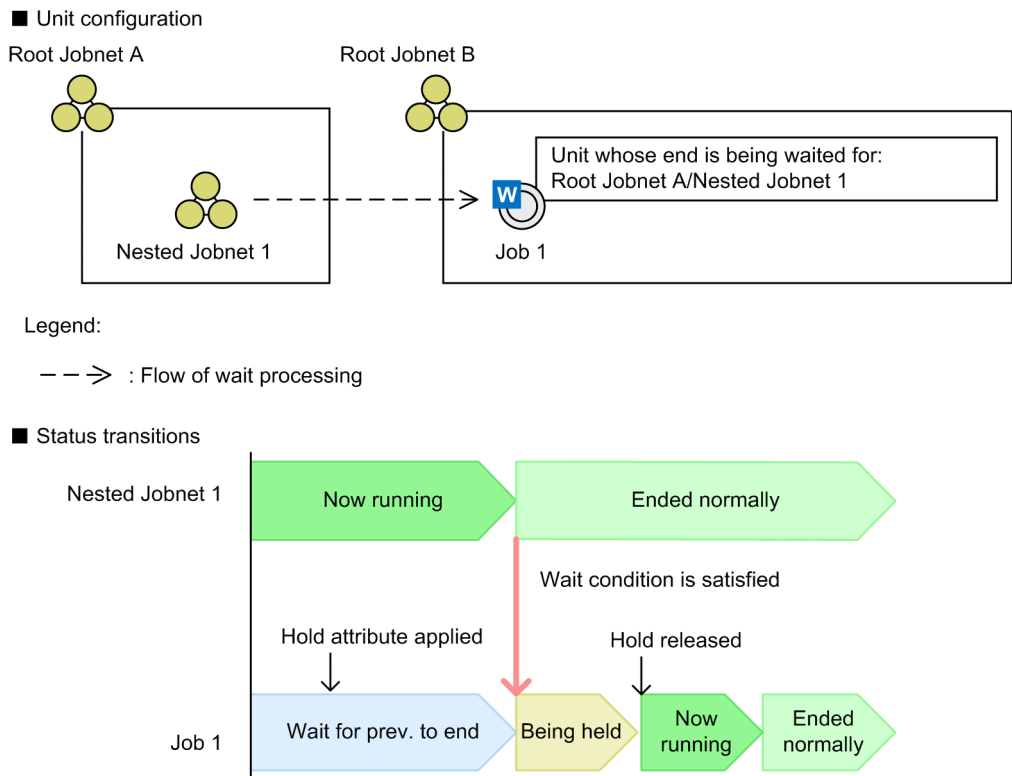 ■ Unit configuration
Root Jobnet A
Root Jobnet B
Unit whose end is being waited for:
Root Jobnet A/Nested Jobnet 1
W
Nested Jobnet 1
Job 1
Legend:
: Flow of wait processing
■ Status transitions
Nested Jobnet 1
Now running
Ended normally
Wait condition is satisfied
Hold attribute applied
Hold released
Job 1
Wait for prev. to end
Being held
Now
running
Ended
normally